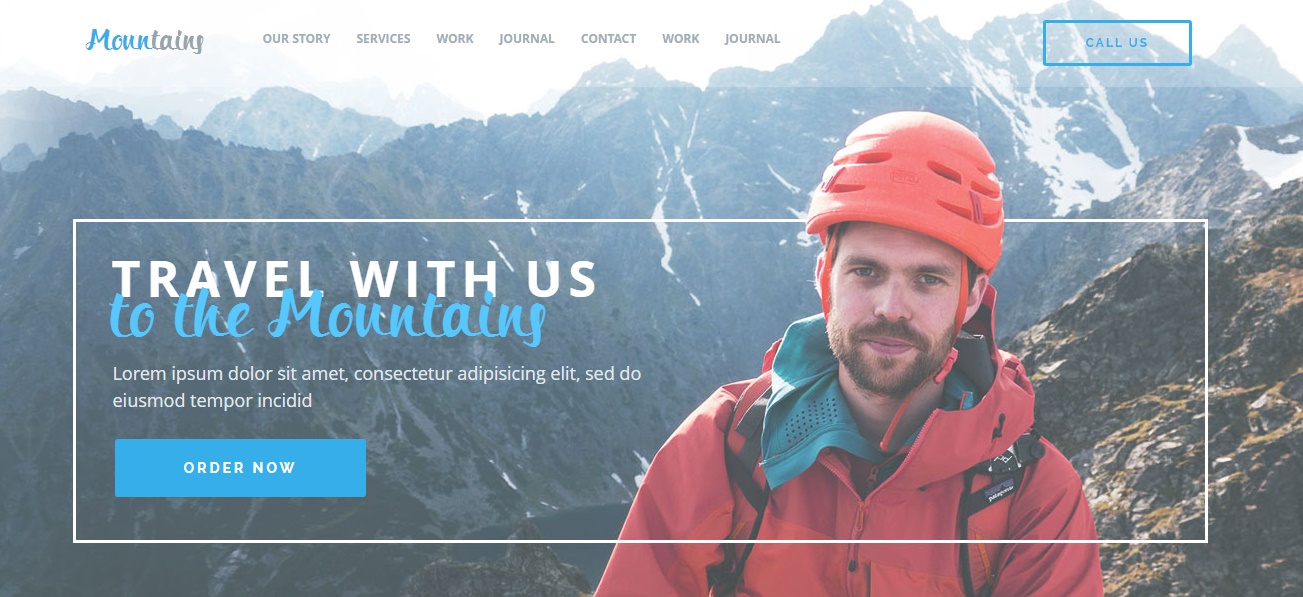 Mountains
OUR STORY SERVICES WORK JOURNAL CONTACT WORK JOURNAL
CALL US
TRAVEL WITH US
to the Mountains
Lorem ipsum dolor sit amet, consectetur adipisicing elit, sed do
eiusmod tempor incidid
ORDER NOW
patagonia